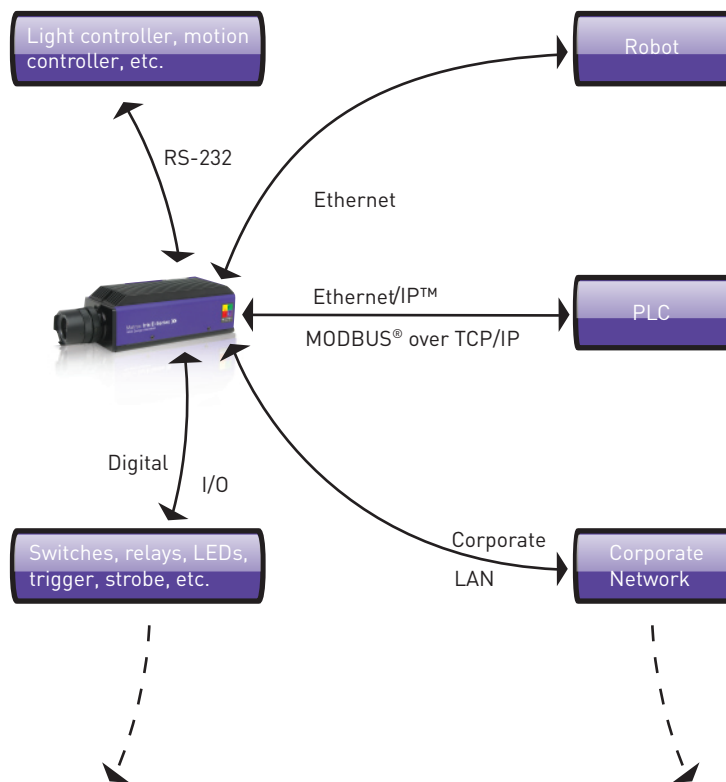 Light controller, motion
controller, etc.
Robot
RS-232
Ethernet
Ethernet/IP™
MODBUS® over TCP/IP
PLC
Digital
I/O
Switches, relays, LEDs,
trigger, strobe, etc.
Corporate
LAN
Corporate
Network